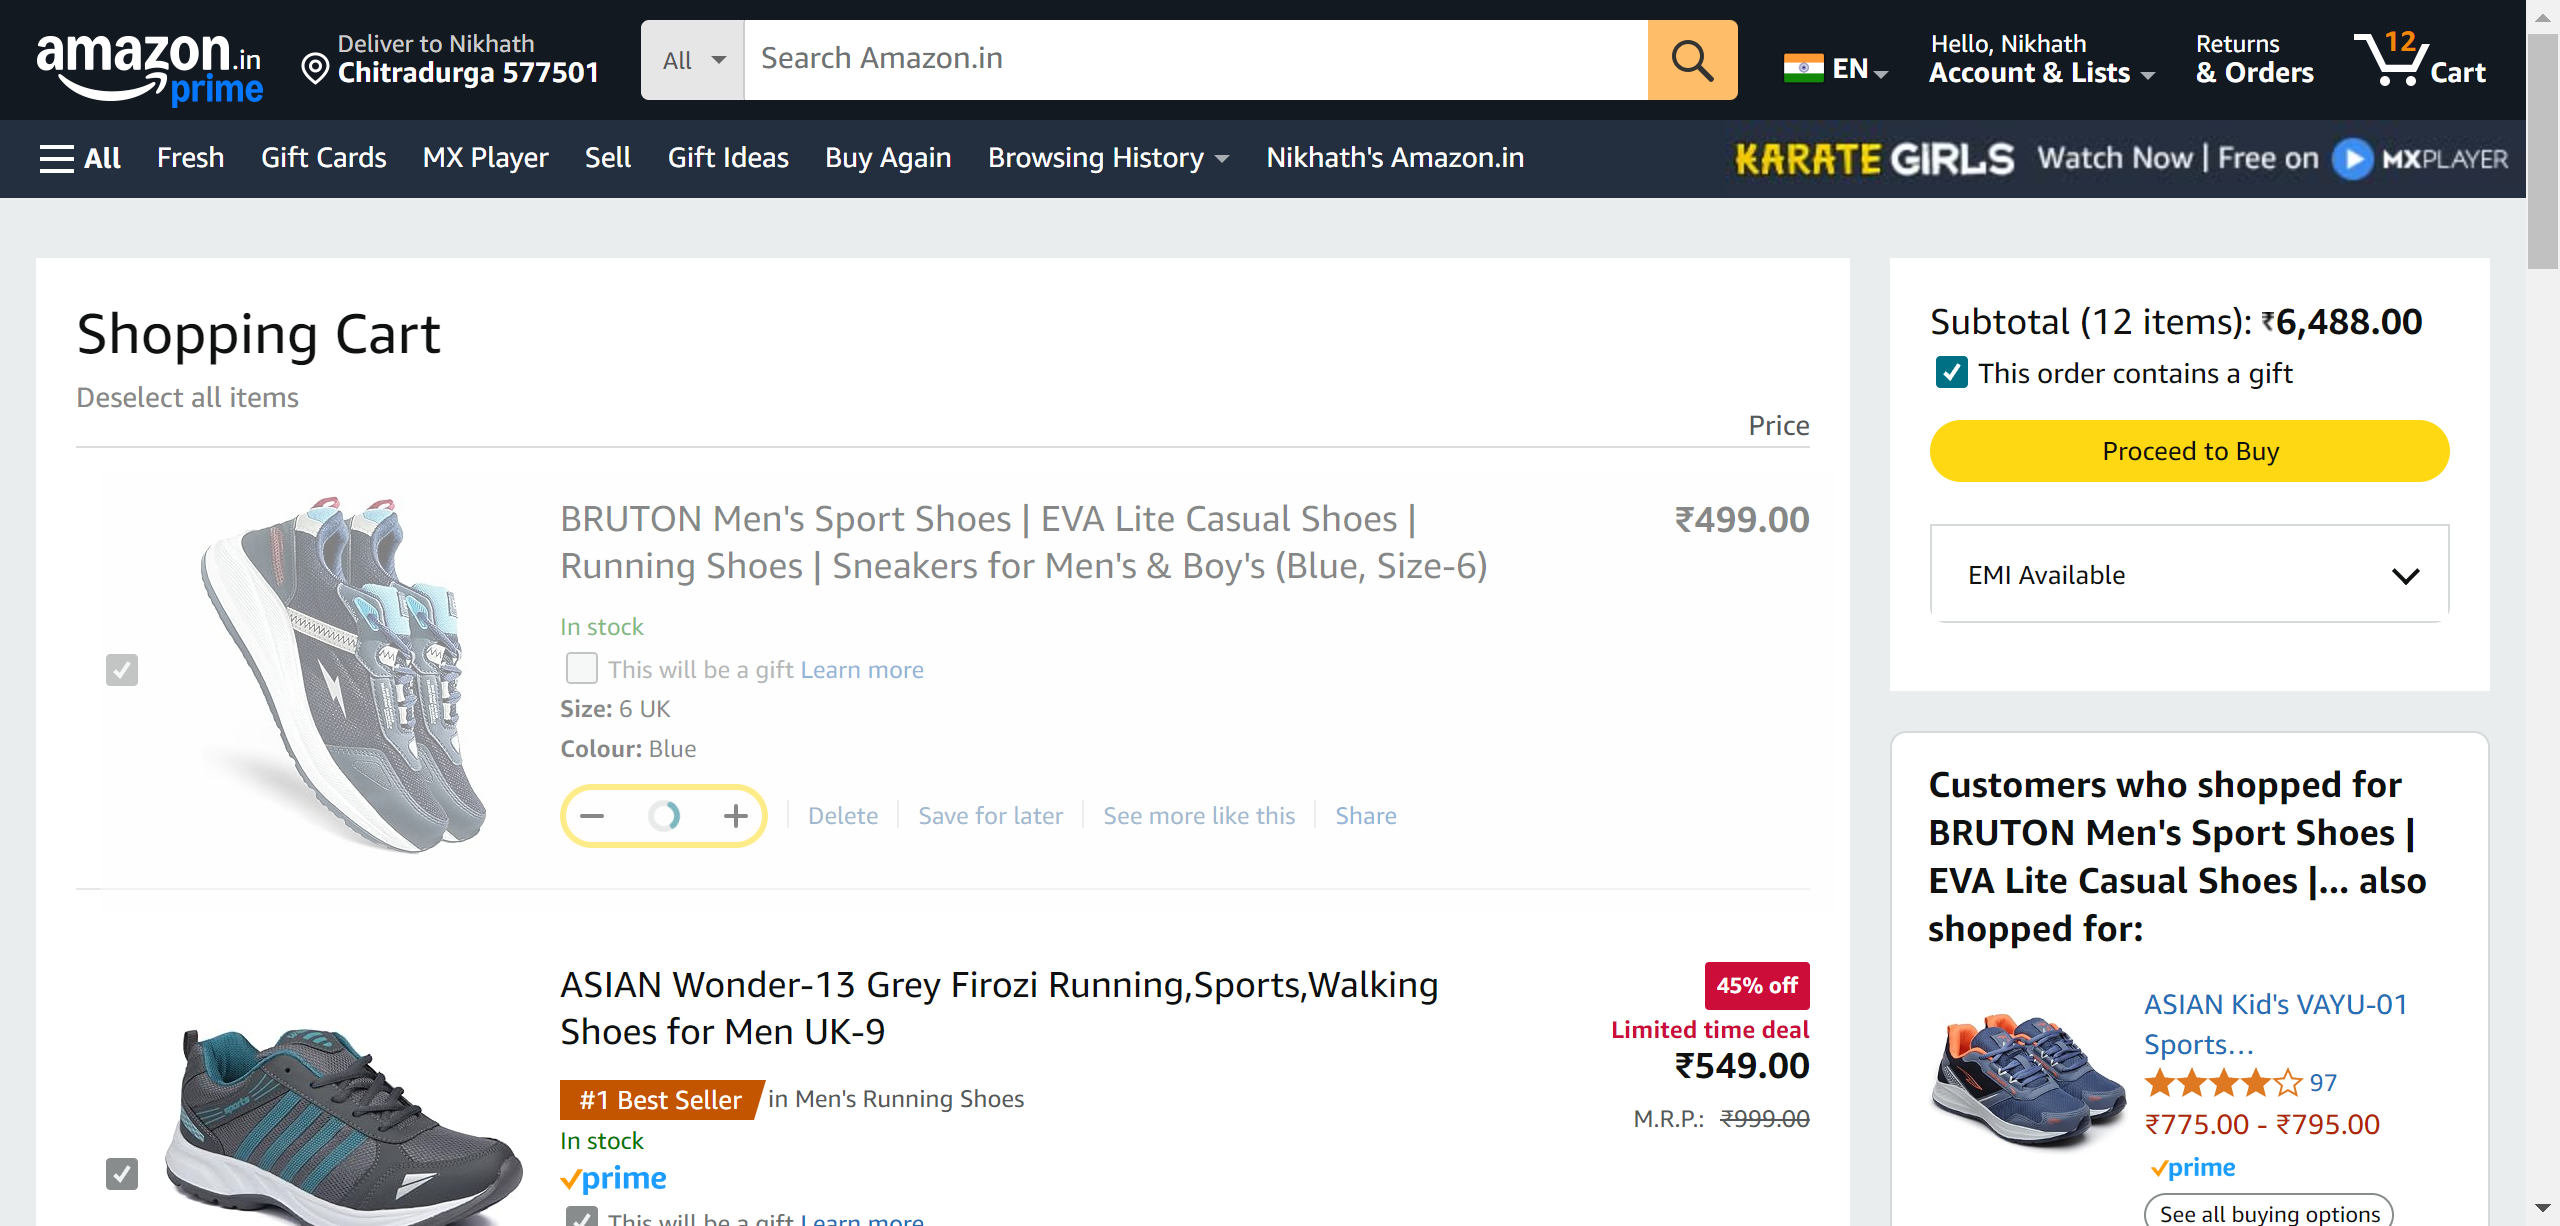 amazon.in
prime
Deliver to Nikhath
Chitradurga 577501
All
Search Amazon.in
EN
Hello, Nikhath
Account & Lists
Returns
& Orders
12
Cart
All
Fresh
Gift Cards
MX Player
Sell
Gift Ideas
Buy Again
Browsing History
Nikhath's Amazon.in
KARATE GIRLS Watch Now | Free on MXPLAYER
Shopping Cart
Deselect all items
Price
BRUTON Men's Sport Shoes | EVA Lite Casual Shoes |
Running Shoes | Sneakers for Men's & Boy's (Blue, Size-6)
₹499.00
In stock
This will be a gift Learn more
Size: 6 UK
Colour: Blue
Delete
Save for later
See more like this
Share
ASIAN Wonder-13 Grey Firozi Running,Sports,Walking
Shoes for Men UK-9
45% off
Limited time deal
₹549.00
M.R.P.: ₹999.00
#1 Best Seller in Men's Running Shoes
In stock
prime
This will be a gift Learn more
Subtotal (12 items): ₹6,488.00
This order contains a gift
Proceed to Buy
EMI Available
Customers who shopped for
BRUTON Men's Sport Shoes |
EVA Lite Casual Shoes |... also
shopped for:
ASIAN Kid's VAYU-01
Sports…
97
₹775.00 - ₹795.00
prime
See all buying options